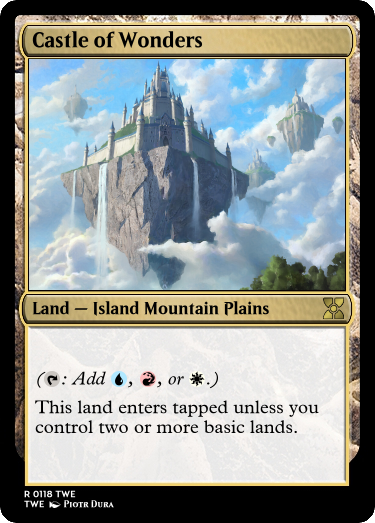 Castle of Wonders
Land — Island Mountain Plains
(: Add , , or .)
This land enters tapped unless you
control two or more basic lands.
R 0118 TWE
TWE Piotr Dura